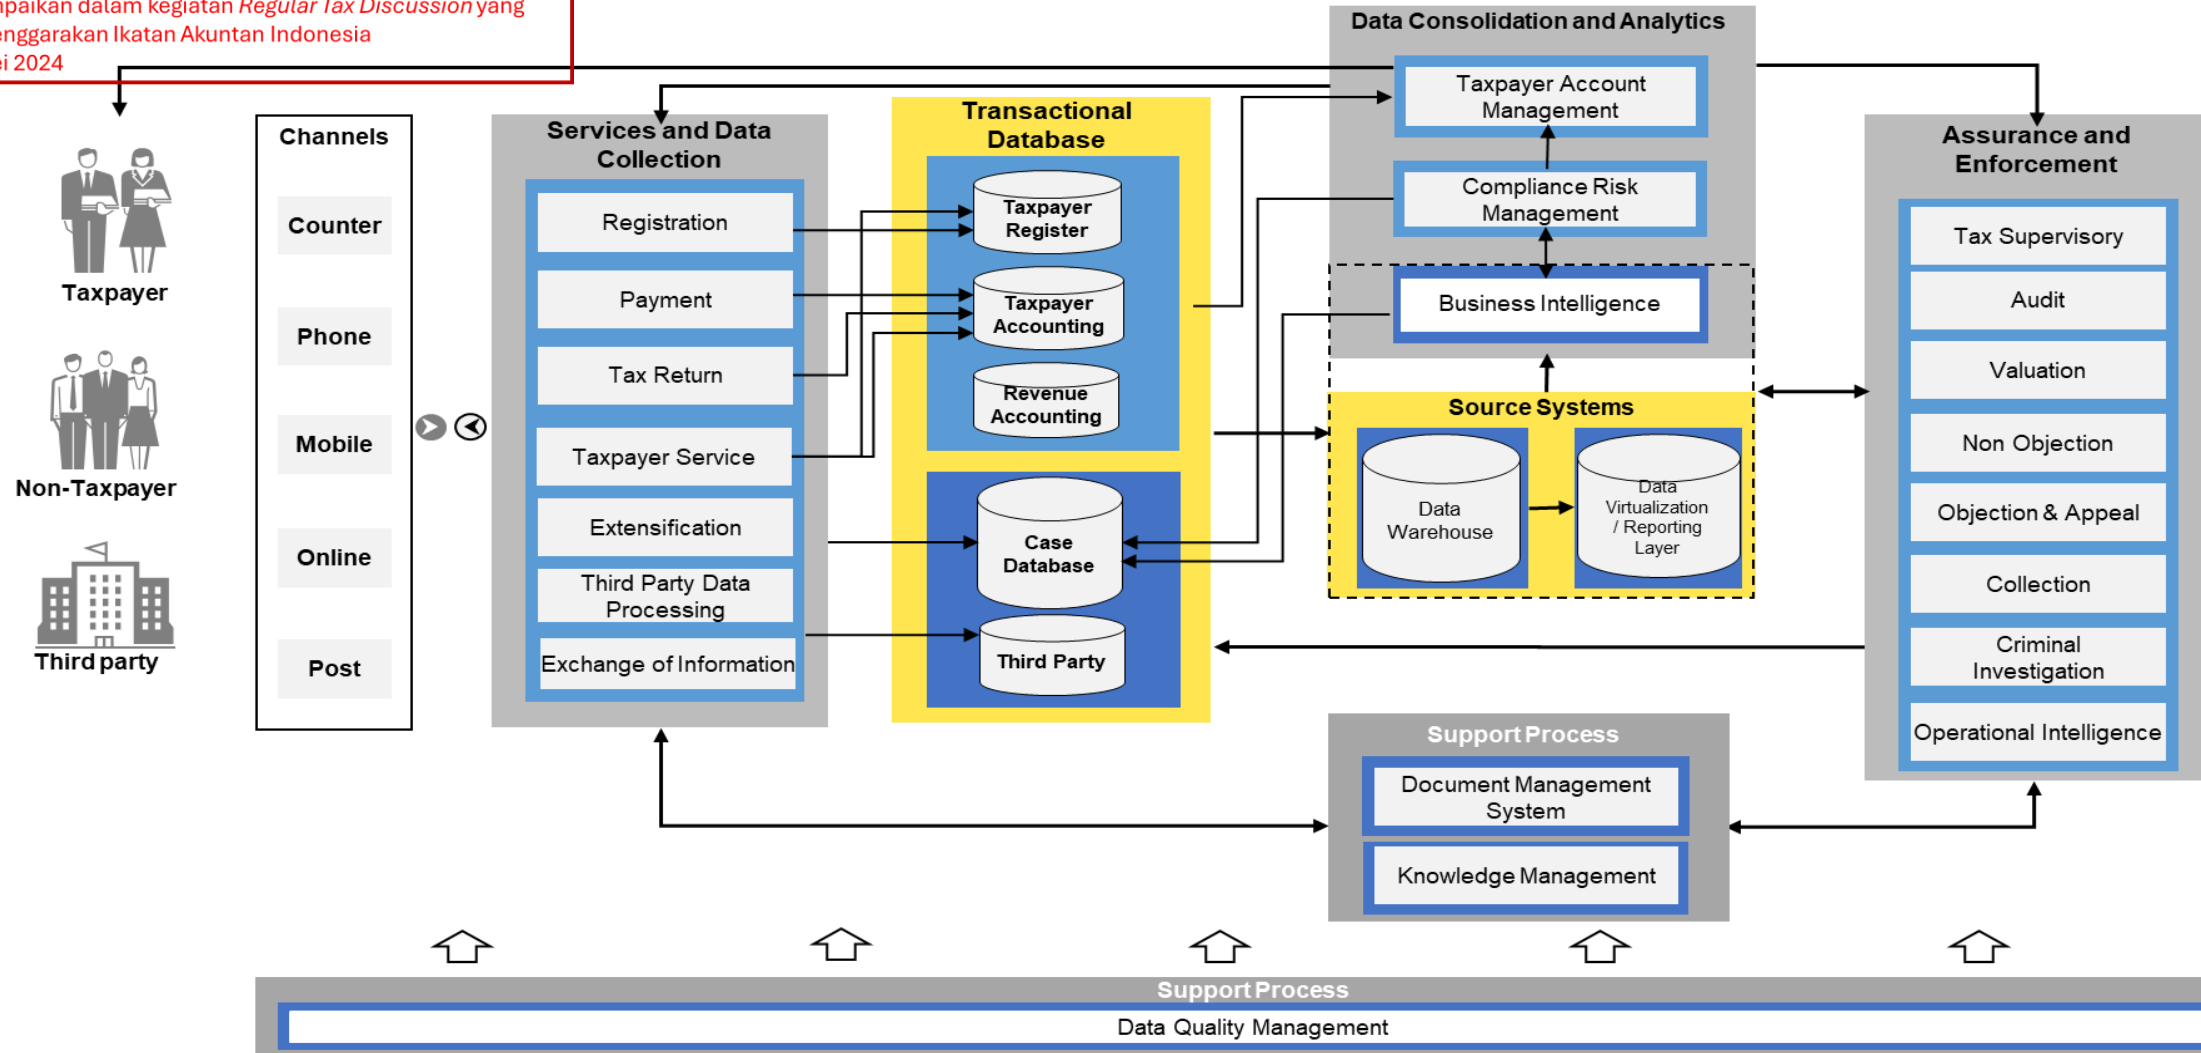 dalam kegiatan Regular Tax Discussion yang
Ikatan Akuntan Indonesia
2024
Taxpayer
Non-Taxpayer
Third party
Channels
Counter
Phone
Mobile
Online
Post
Services and Data
Collection
Registration
Payment
Tax Return
Taxpayer Service
Extensification
Third Party Data
Processing
Exchange of Information
Transactional
Database
Taxpayer
Register
Taxpayer
Accounting
Revenue
Accounting
Case
Database
Third Party
Data Consolidation and Analytics
Taxpayer Account
Management
Compliance Risk
Management
Business Intelligence
Source Systems
Data
Warehouse
Data
Virtualization
/ Reporting
Layer
Assurance and
Enforcement
Tax Supervisory
Audit
Valuation
Non Objection
Objection & Appeal
Collection
Criminal
Investigation
Operational Intelligence
Support Process
Document Management
System
Knowledge Management
Support Process
Data Quality Management